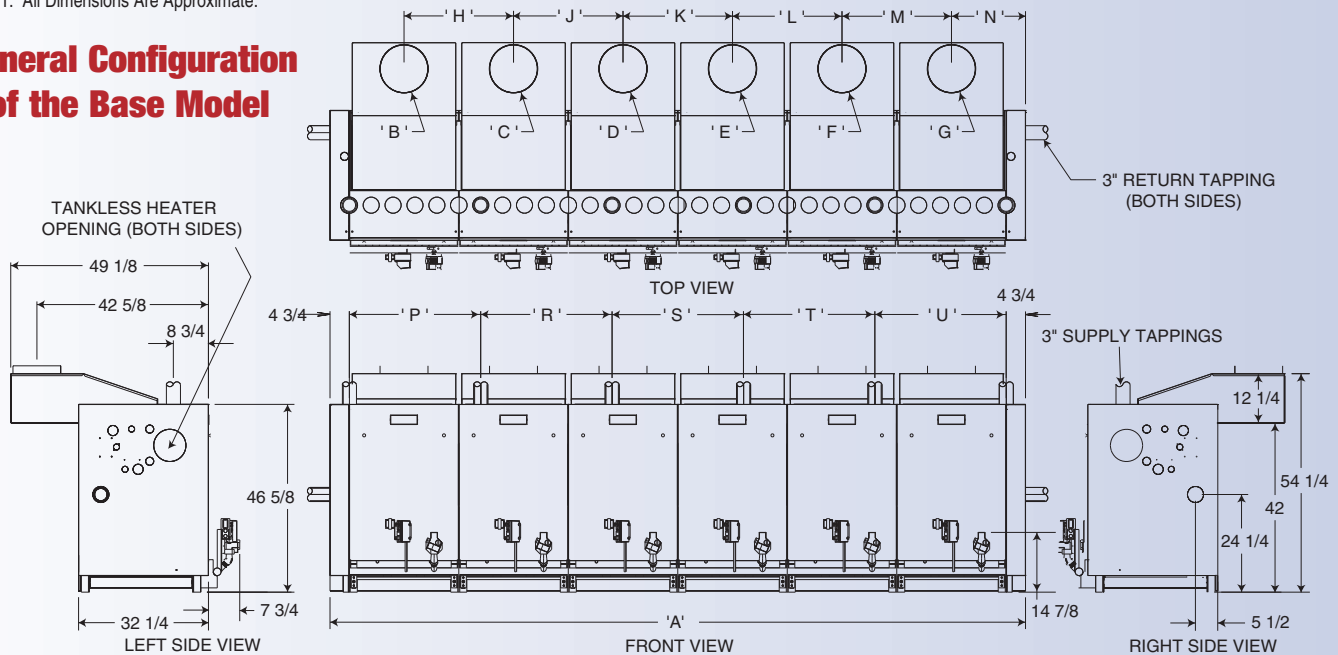 1. All Dimensions Are Approximate.
neral Configuration
of the Base Model
' H '
' J '
' K '
' L '
' M '
' N '
' B '
' C '
' D '
' E '
' F '
' G '
3" RETURN TAPPING
(BOTH SIDES)
TOP VIEW
TANKLESS HEATER
OPENING (BOTH SIDES)
49 1/8
42 5/8
8 3/4
46 5/8
7 3/4
32 1/4
LEFT SIDE VIEW
4 3/4
' P '
' R '
' S '
' T '
' U '
4 3/4
14 7/8
'A'
FRONT VIEW
3" SUPPLY TAPPINGS
12 1/4
54 1/4
42
24 1/4
5 1/2
RIGHT SIDE VIEW